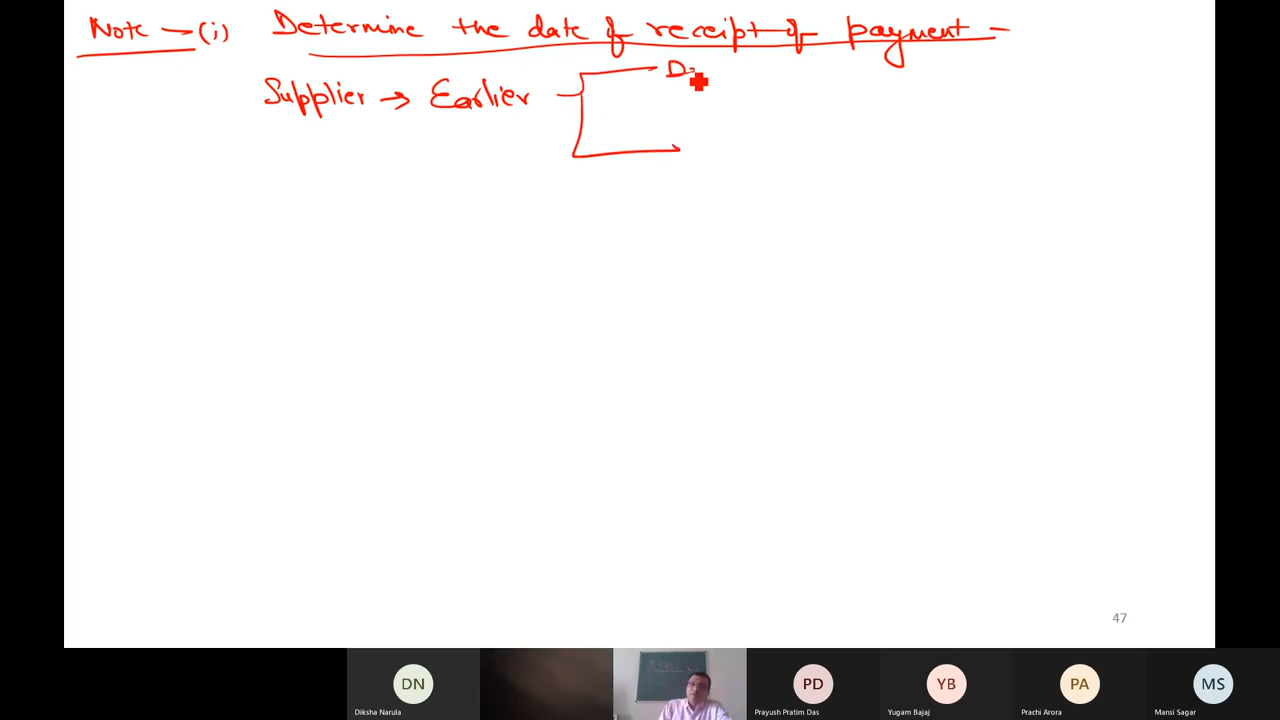 Note → (i) Determine the date of receipt of payment -
Supplier → Earlier
47
DN
PD
YB
PA
MS
Diksha Narula
Prayush Pratim Das
Yugam Bajaj
Prachi Arora
Mansi Sagar